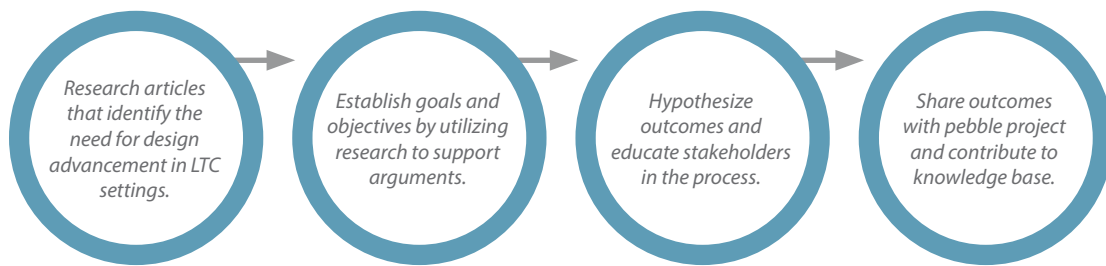 Research articles
that identify the
need for design
advancement in LTC
settings.
Establish goals and
objectives by utilizing
research to support
arguments.
Hypothesize
outcomes and
educate stakeholders
in the process.
Share outcomes
with pebble project
and contribute to
knowledge base.